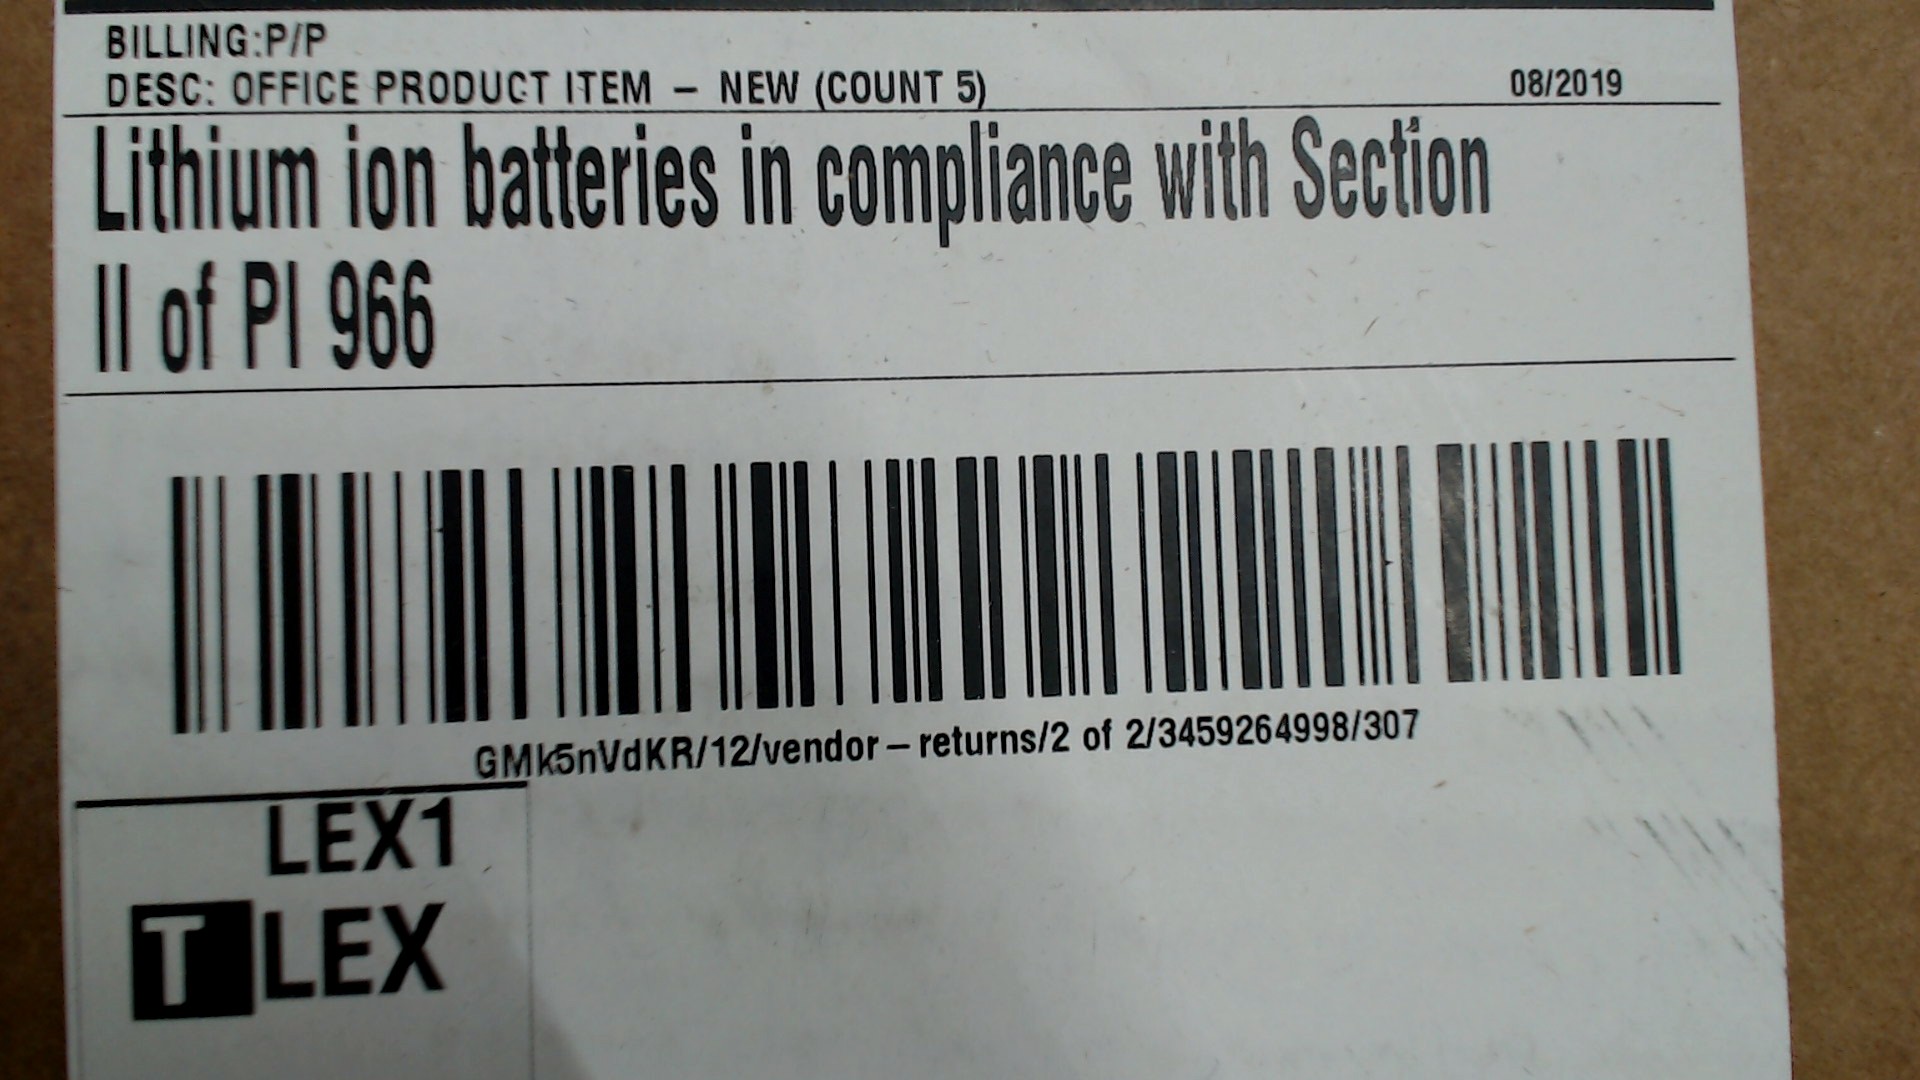 BILLING:P/P
DESC: OFFICE PRODUCT ITEM – NEW (COUNT 5) 08/2019
Lithium ion batteries in compliance with Section
II of PI 966
GMk5nVdKR/12/vendor–returns/2 of 2/3459264998/307
LEX1
T LEX